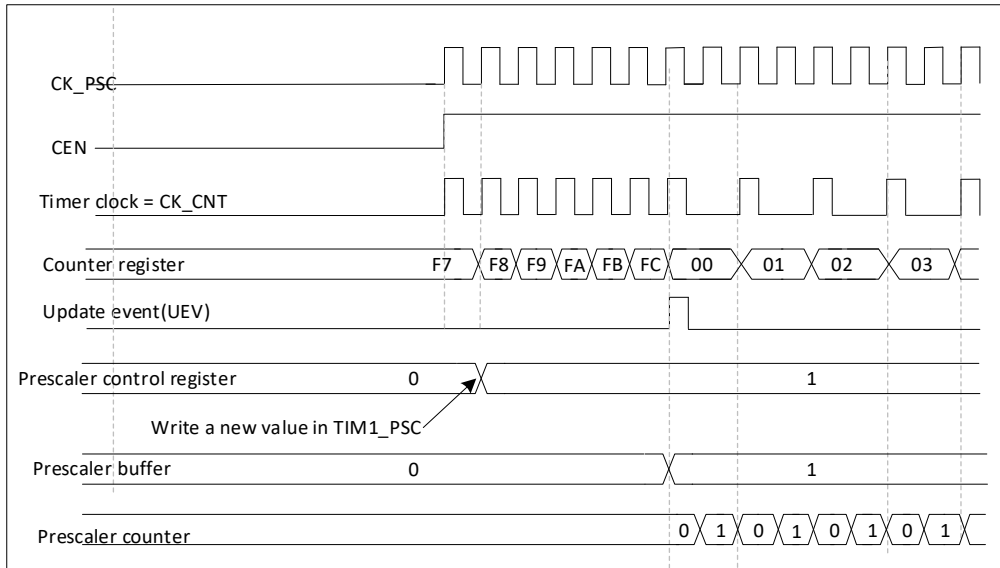 CK_PSC
CEN
Timer clock = CK_CNT
Counter register F7 F8 F9 FA FB FC 00 01 02 03
Update event(UEV)
Prescaler control register 0 1
Write a new value in TIM1_PSC
Prescaler buffer 0 1
Prescaler counter 0 1 0 1 0 1 0 1